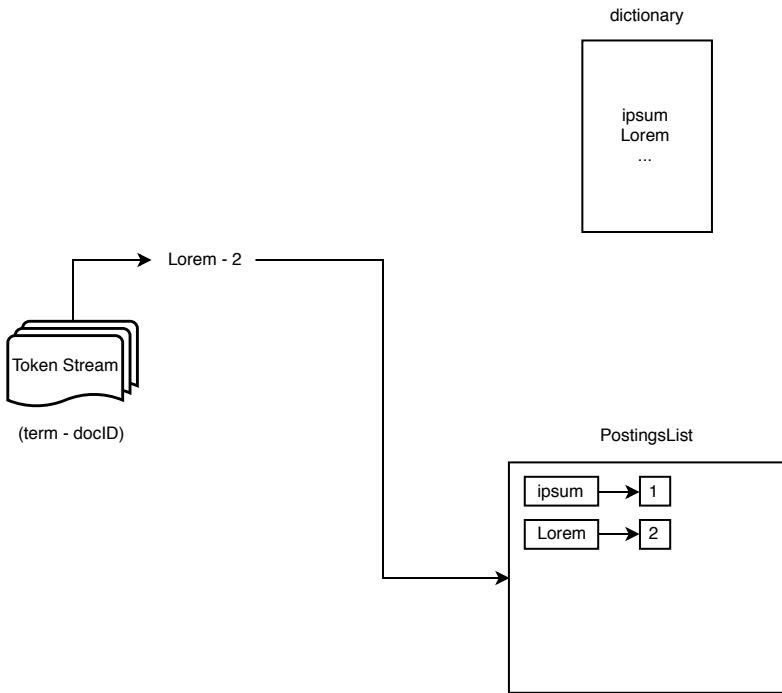 dictionary
ipsum
Lorem
...
Lorem - 2
Token Stream
(term - docID)
PostingsList
ipsum
1
Lorem
2